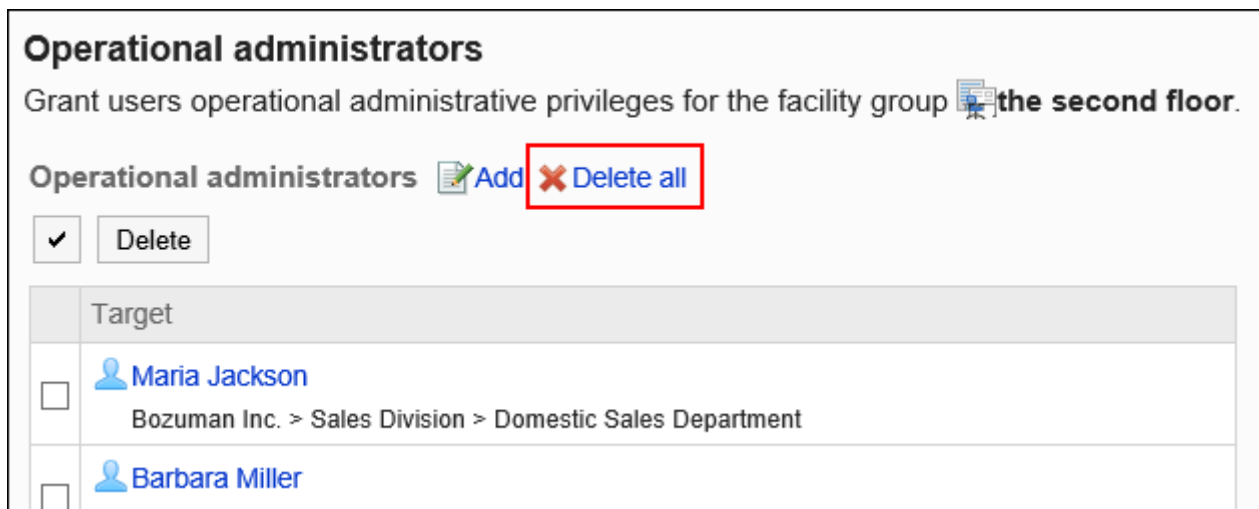 Operational administrators
Grant users operational administrative privileges for the facility group the second floor.
Operational administrators Add Delete all
Delete
Target
Maria Jackson
Bozuman Inc. > Sales Division > Domestic Sales Department
Barbara Miller